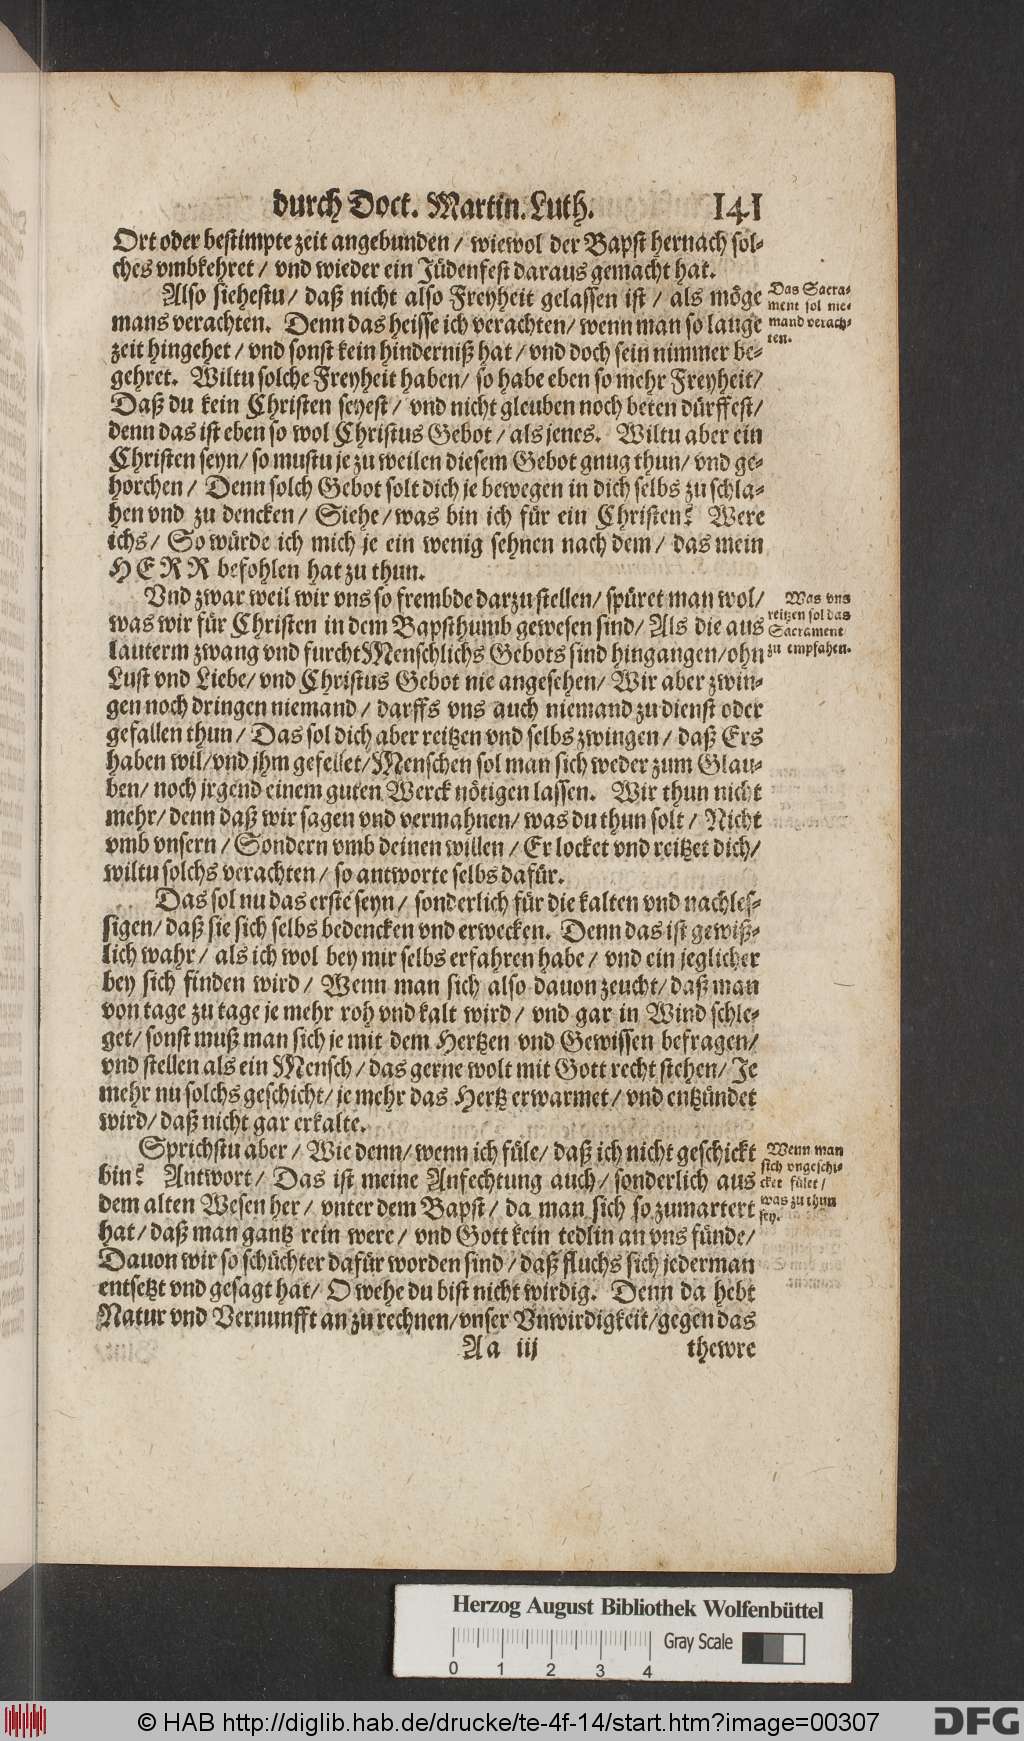 durch Doct. Martin. Luth. 141
Ort oder bestimpte zeit angebunden / wiewol der Bapst hernach sol-
ches vmbkehret / vnd wieder ein Jüdenfest daraus gemacht hat.
Also siehestu / daß nicht also Freyheit gelassen ist / als möge
mans verachten. Denn das heisse ich verachten / wenn man so lange
zeit hingehet / vnd sonst kein hinderniß hat / vnd doch sein nimmer be-
gehret. Wiltu solche Freyheit haben / so habe eben so mehr Freyheit /
Daß du kein Christen seyest / vnd nicht gleuben noch beten dürffest /
denn das ist eben so wol Christus Gebot / als jenes. Wiltu aber ein
Christen seyn / so mustu je zu weilen diesem Gebot gnug thun / vnd ge-
horchen / Denn solch Gebot solt dich je bewegen in dich selbs zu schla-
hen vnd zu dencken / Siehe / was bin ich für ein Christen? Were
ichs / So würde ich mich je ein wenig sehnen nach dem / das mein
HERR befohlen hat zu thun.
Das Sacra-
ment sol nie-
mand verach-
ten.
Vnd zwar weil wir vns so frembde darzu stellen / spüret man wol /
was wir für Christen in dem Bapsthumb gewesen sind / Als die aus
lauterm zwang vnd furcht Menschlichs Gebots sind hingangen / ohn
Lust vnd Liebe / vnd Christus Gebot nie angesehen / Wir aber zwin-
gen noch dringen niemand / darffs vns auch niemand zu dienst oder
gefallen thun / Das sol dich aber reitzen vnd selbs zwingen / daß Ers
haben wil / vnd jhm gefellet / Menschen sol man sich weder zum Glau-
ben / noch jrgend einem guten Werck nötigen lassen. Wir thun nicht
mehr / denn daß wir sagen vnd vermahnen / was du thun solt / Nicht
vmb vnsern / Sondern vmb deinen willen / Er locket vnd reitzet dich /
wiltu solchs verachten / so antworte selbs dafür.
Was vns
reitzen sol das
Sacrament
zu empfahen.
Das sol nu das erste seyn / sonderlich für die kalten vnd nachles-
sigen / daß sie sich selbs bedencken vnd erwecken. Denn das ist gewiß-
lich wahr / als ich wol bey mir selbs erfahren habe / vnd ein jeglicher
bey sich finden wird / Wenn man sich also dauon zeucht / daß man
von tage zu tage je mehr roh vnd kalt wird / vnd gar in Wind schle-
get / sonst muß man sich je mit dem Hertzen vnd Gewissen befragen /
vnd stellen als ein Mensch / das gerne wolt mit Gott recht stehen / Je
mehr nu solchs geschicht / je mehr das Hertz erwarmet / vnd entzündet
wird / daß nicht gar erkalte.
Sprichstu aber / Wie denn / wenn ich füle / daß ich nicht geschickt
bin? Antwort / Das ist meine Anfechtung auch / sonderlich aus
dem alten Wesen her / vnter dem Bapst / da man sich so zumartert
hat / daß man gantz rein were / vnd Gott kein tedlin an vns fünde /
Dauon wir so schüchter dafür worden sind / daß fluchs sich jederman
entsetzt vnd gesagt hat / O wehe du bist nicht wirdig. Denn da hebt
Natur vnd Vernunfft an zu rechnen / vnser Vnwirdigkeit / gegen das
Wenn man
sich vngeschi-
cket fület /
was zu thun
sey.
Aa iij thewre
Herzog August Bibliothek Wolfenbüttel
0 1 2 3 4 Gray Scale
© HAB http://diglib.hab.de/drucke/te-4f-14/start.htm?image=00307
DFG